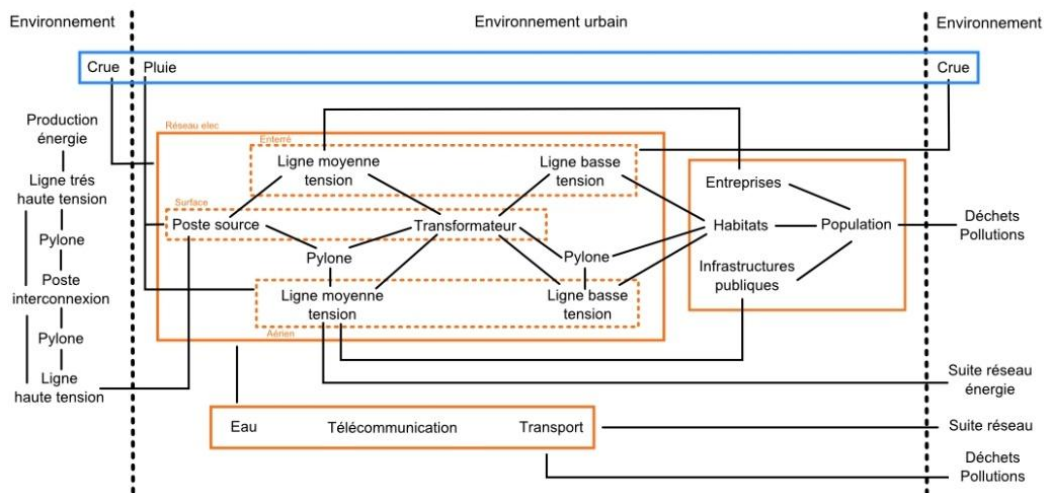 Environnement
Environnement urbain
Environnement
Crue
Pluie
Crue
Production
énergie
Ligne trés
haute tension
Pylone
Poste
interconnexion
Pylone
Ligne
haute tension
Réseau elec
Enterré
Ligne moyenne
tension
Ligne basse
tension
Surface
Poste source
Transformateur
Pylone
Pylone
Ligne moyenne
tension
Ligne basse
tension
Aérien
Entreprises
Habitats
Population
Infrastructures
publiques
Déchets
Pollutions
Suite réseau
énergie
Eau
Télécommunication
Transport
Suite réseau
Déchets
Pollutions